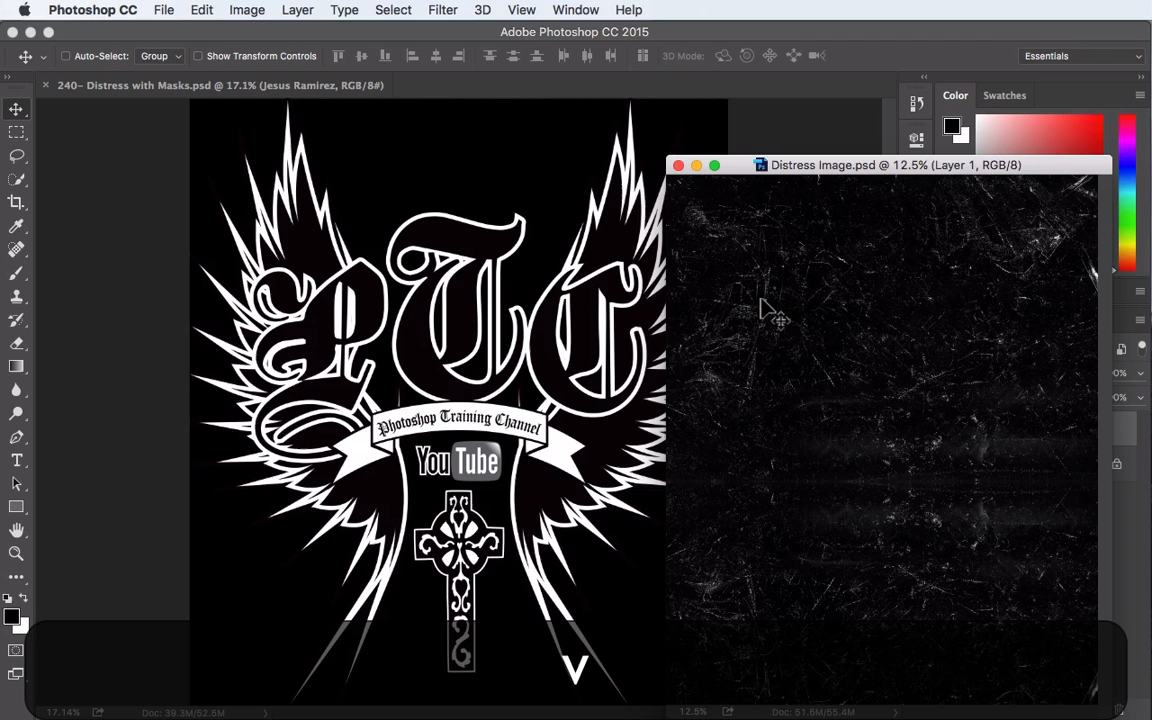 Photoshop CC File Edit Image Layer Type Select Filter 3D View Window Help
Adobe Photoshop CC 2015
Auto-Select: Group Show Transform Controls 3D Mode: Essentials
240- Distress with Masks.psd @ 17.1% (Jesus Ramirez, RGB/8#)
Color Swatches
Distress Image.psd @ 12.5% (Layer 1, RGB/8)
PTC
Photoshop Training Channel
YouTube
V
17.14% Doc: 39.3M/52.5M
12.5% Doc: 51.6M/55.4M